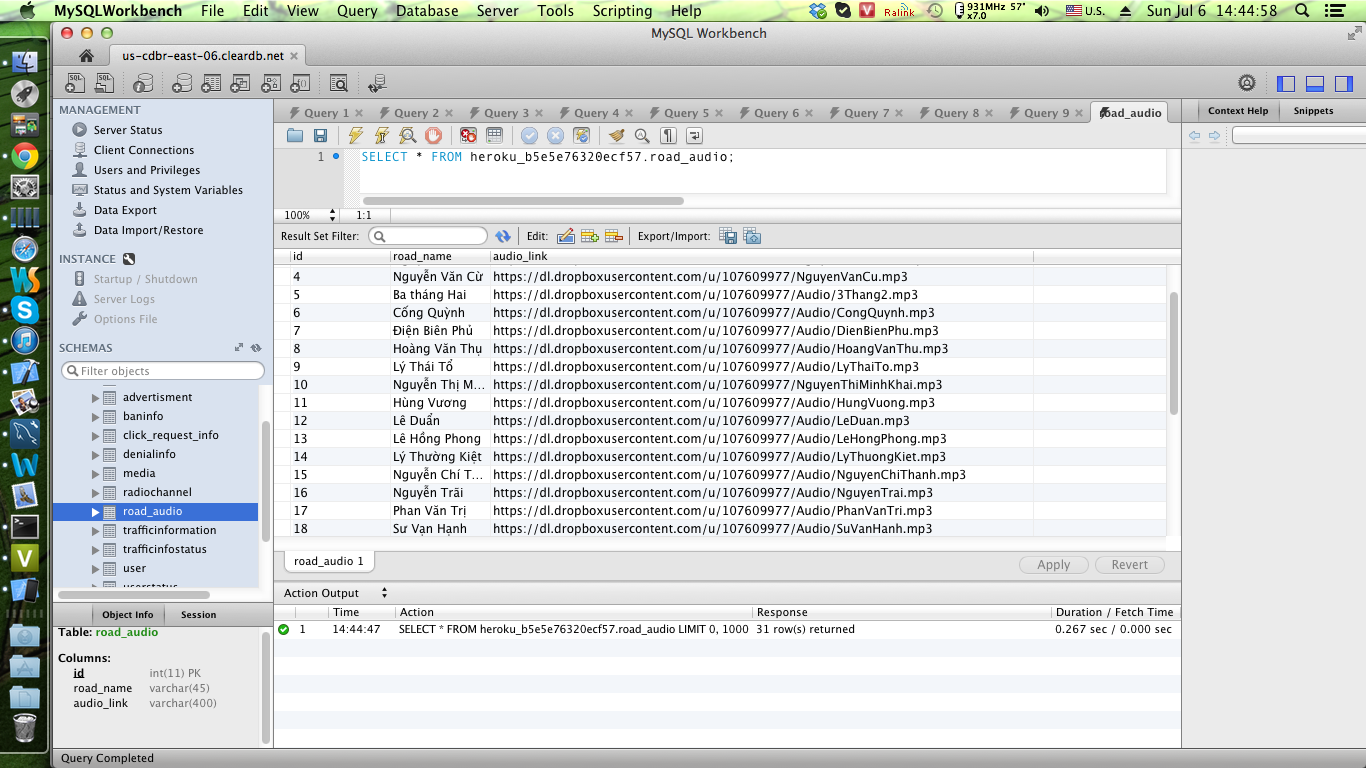 MySQLWorkbench File Edit View Query Database Server Tools Scripting Help Ralink 931MHz 57° x7.0 U.S. Sun Jul 6 14:44:58
MySQL Workbench
us-cdbr-east-06.cleardb.net
MANAGEMENT
Server Status
Client Connections
Users and Privileges
Status and System Variables
Data Export
Data Import/Restore
INSTANCE
Startup / Shutdown
Server Logs
Options File
SCHEMAS
Filter objects
advertisment
baninfo
click_request_info
denialinfo
media
radiochannel
road_audio
trafficinformation
trafficinfostatus
user
userstatus
Object Info Session
Table: road_audio
Columns:
id int(11) PK
road_name varchar(45)
audio_link varchar(400)
Query 1 Query 2 Query 3 Query 4 Query 5 Query 6 Query 7 Query 8 Query 9 road_audio
1 SELECT * FROM heroku_b5e5e76320ecf57.road_audio;
100% 1:1
Result Set Filter: Edit: Export/Import:
id road_name audio_link
4 Nguyễn Văn Cừ https://dl.dropboxusercontent.com/u/107609977/NguyenVanCu.mp3
5 Ba tháng Hai https://dl.dropboxusercontent.com/u/107609977/Audio/3Thang2.mp3
6 Cống Quỳnh https://dl.dropboxusercontent.com/u/107609977/Audio/CongQuynh.mp3
7 Điện Biên Phủ https://dl.dropboxusercontent.com/u/107609977/Audio/DienBienPhu.mp3
8 Hoàng Văn Thụ https://dl.dropboxusercontent.com/u/107609977/Audio/HoangVanThu.mp3
9 Lý Thái Tổ https://dl.dropboxusercontent.com/u/107609977/Audio/LyThaiTo.mp3
10 Nguyễn Thị M... https://dl.dropboxusercontent.com/u/107609977/NguyenThiMinhKhai.mp3
11 Hùng Vương https://dl.dropboxusercontent.com/u/107609977/Audio/HungVuong.mp3
12 Lê Duẩn https://dl.dropboxusercontent.com/u/107609977/Audio/LeDuan.mp3
13 Lê Hồng Phong https://dl.dropboxusercontent.com/u/107609977/Audio/LeHongPhong.mp3
14 Lý Thường Kiệt https://dl.dropboxusercontent.com/u/107609977/Audio/LyThuongKiet.mp3
15 Nguyễn Chí T... https://dl.dropboxusercontent.com/u/107609977/Audio/NguyenChiThanh.mp3
16 Nguyễn Trãi https://dl.dropboxusercontent.com/u/107609977/Audio/NguyenTrai.mp3
17 Phan Văn Trị https://dl.dropboxusercontent.com/u/107609977/Audio/PhanVanTri.mp3
18 Sư Vạn Hạnh https://dl.dropboxusercontent.com/u/107609977/Audio/SuVanHanh.mp3
road_audio 1 Apply Revert
Action Output
Time Action Response Duration / Fetch Time
1 14:44:47 SELECT * FROM heroku_b5e5e76320ecf57.road_audio LIMIT 0, 1000 31 row(s) returned 0.267 sec / 0.000 sec
Context Help Snippets
Query Completed